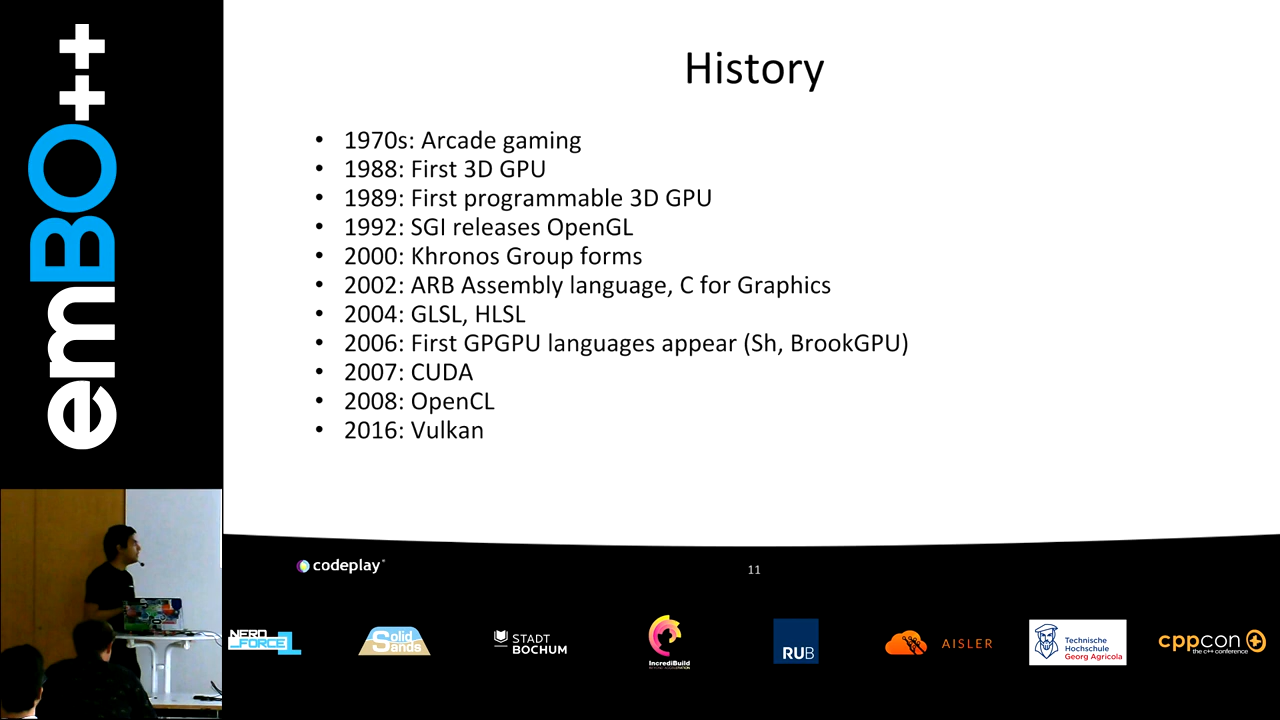 emBO++
History
• 1970s: Arcade gaming
• 1988: First 3D GPU
• 1989: First programmable 3D GPU
• 1992: SGI releases OpenGL
• 2000: Khronos Group forms
• 2002: ARB Assembly language, C for Graphics
• 2004: GLSL, HLSL
• 2006: First GPGPU languages appear (Sh, BrookGPU)
• 2007: CUDA
• 2008: OpenCL
• 2016: Vulkan
codeplay
11
NERD
FORCE1
Solid
Sands
STADT
BOCHUM
IncrediBuild
RUB
AISLER
Technische
Hochschule
Georg Agricola
cppcon
the c++ conference